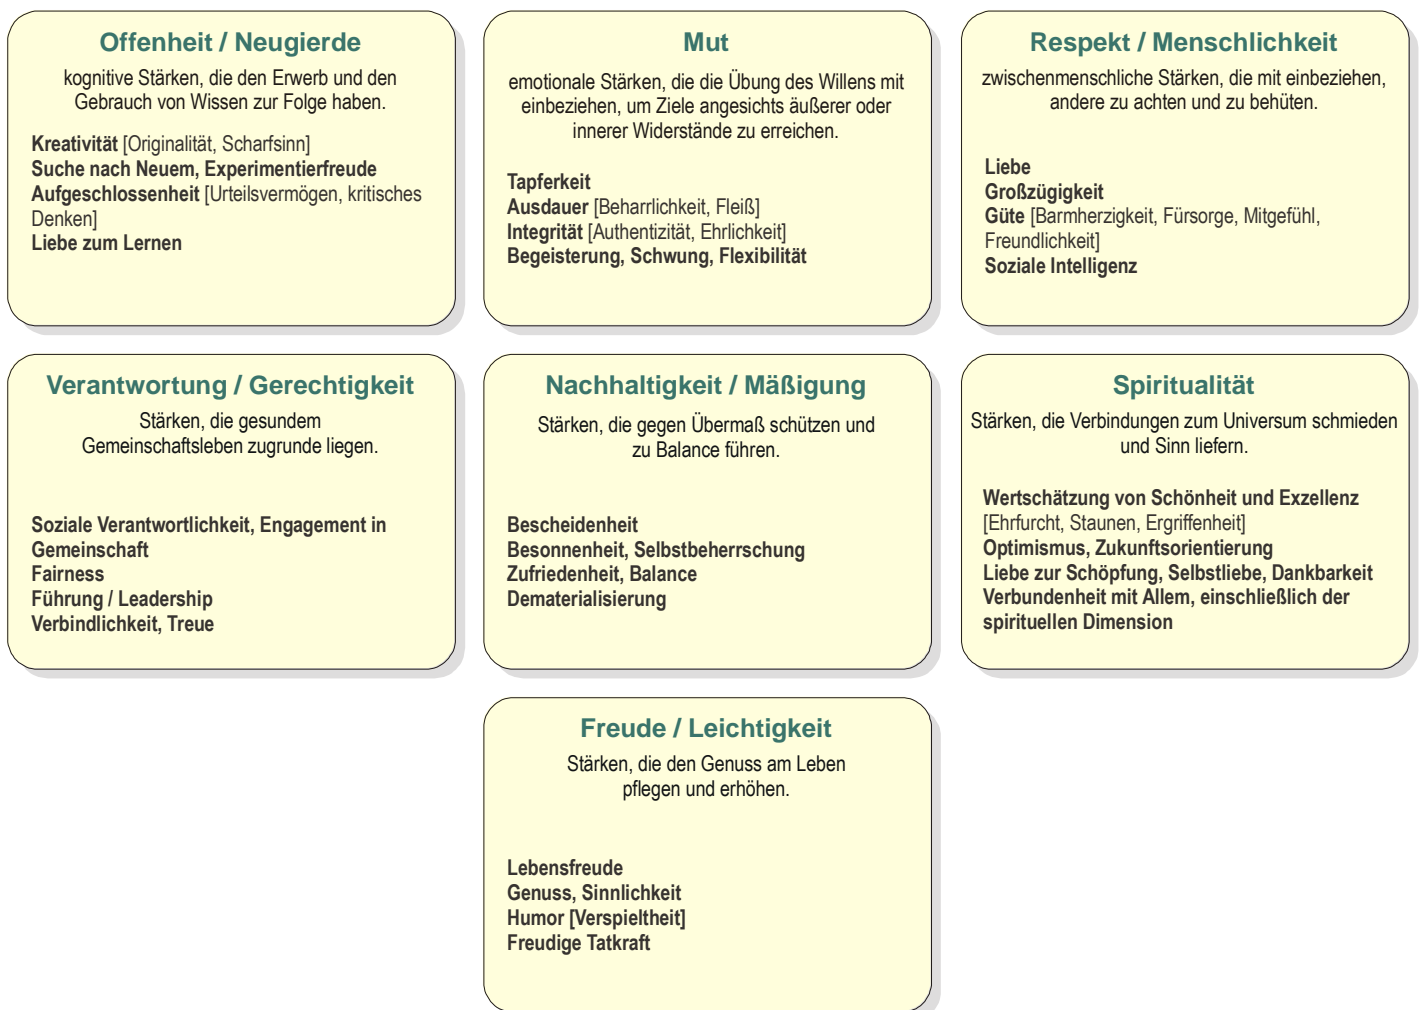 Offenheit / Neugierde
kognitive Stärken, die den Erwerb und den
Gebrauch von Wissen zur Folge haben.
Kreativität [Originalität, Scharfsinn]
Suche nach Neuem, Experimentierfreude
Aufgeschlossenheit [Urteilsvermögen, kritisches
Denken]
Liebe zum Lernen
Mut
emotionale Stärken, die die Übung des Willens mit
einbeziehen, um Ziele angesichts äußerer oder
innerer Widerstände zu erreichen.
Tapferkeit
Ausdauer [Beharrlichkeit, Fleiß]
Integrität [Authentizität, Ehrlichkeit]
Begeisterung, Schwung, Flexibilität
Respekt / Menschlichkeit
zwischenmenschliche Stärken, die mit einbeziehen,
andere zu achten und zu behüten.
Liebe
Großzügigkeit
Güte [Barmherzigkeit, Fürsorge, Mitgefühl,
Freundlichkeit]
Soziale Intelligenz
Verantwortung / Gerechtigkeit
Stärken, die gesundem
Gemeinschaftsleben zugrunde liegen.
Soziale Verantwortlichkeit, Engagement in
Gemeinschaft
Fairness
Führung / Leadership
Verbindlichkeit, Treue
Nachhaltigkeit / Mäßigung
Stärken, die gegen Übermaß schützen und
zu Balance führen.
Bescheidenheit
Besonnenheit, Selbstbeherrschung
Zufriedenheit, Balance
Dematerialisierung
Spiritualität
Stärken, die Verbindungen zum Universum schmieden
und Sinn liefern.
Wertschätzung von Schönheit und Exzellenz
[Ehrfurcht, Staunen, Ergriffenheit]
Optimismus, Zukunftsorientierung
Liebe zur Schöpfung, Selbstliebe, Dankbarkeit
Verbundenheit mit Allem, einschließlich der
spirituellen Dimension
Freude / Leichtigkeit
Stärken, die den Genuss am Leben
pflegen und erhöhen.
Lebensfreude
Genuss, Sinnlichkeit
Humor [Verspieltheit]
Freudige Tatkraft